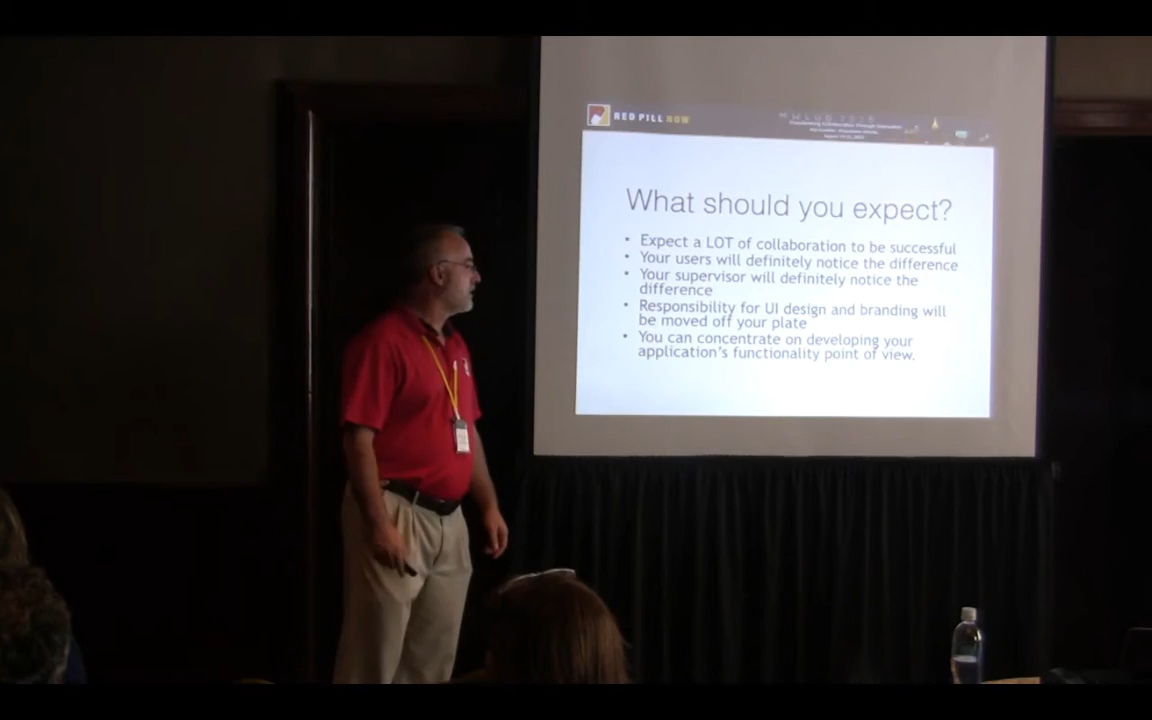 RED PILL NOW
MWLUG 2015
What should you expect?
• Expect a LOT of collaboration to be successful
• Your users will definitely notice the difference
• Your supervisor will definitely notice the
difference
• Responsibility for UI design and branding will
be moved off your plate
• You can concentrate on developing your
application's functionality point of view.